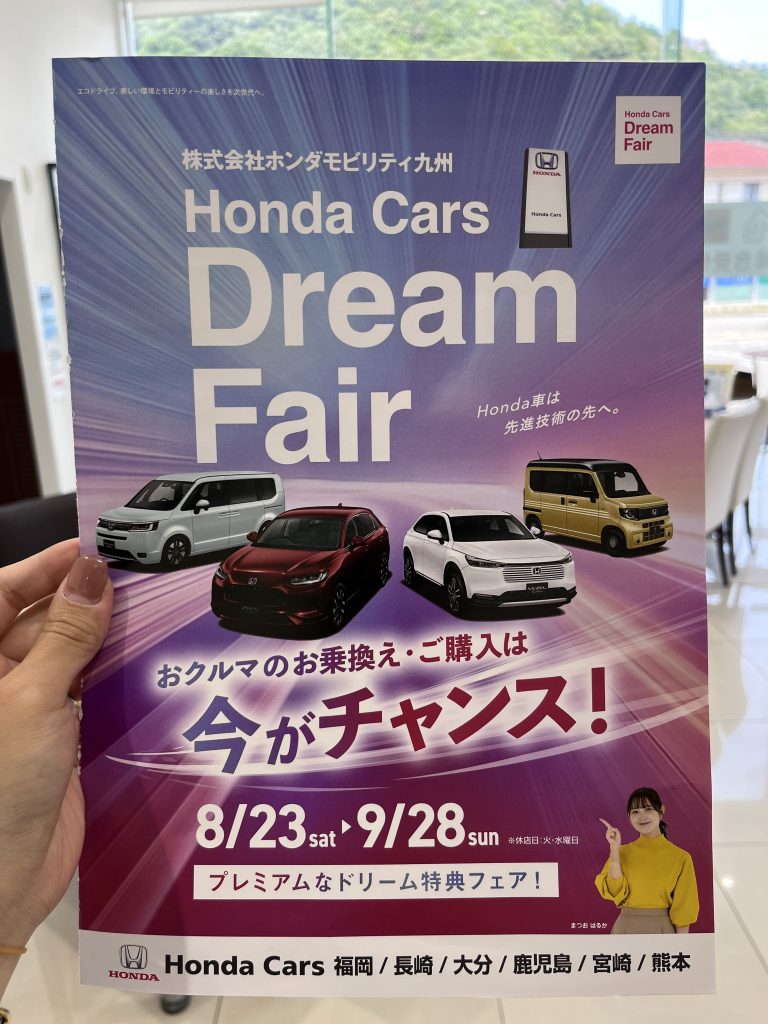 エコドライブ、美しい環境とモビリティーの楽しさを次世代へ。
Honda Cars
Dream
Fair
株式会社ホンダモビリティ九州
HONDA
Honda Cars
Honda Cars
Dream
Fair
Honda車は
先進技術の先へ。
おクルマのお乗換え・ご購入は
今がチャンス！
8/23sat▶9/28sun ※休店日：火・水曜日
プレミアムなドリーム特典フェア！
まつお はるか
HONDA
Honda Cars 福岡 / 長崎 / 大分 / 鹿児島 / 宮崎 / 熊本